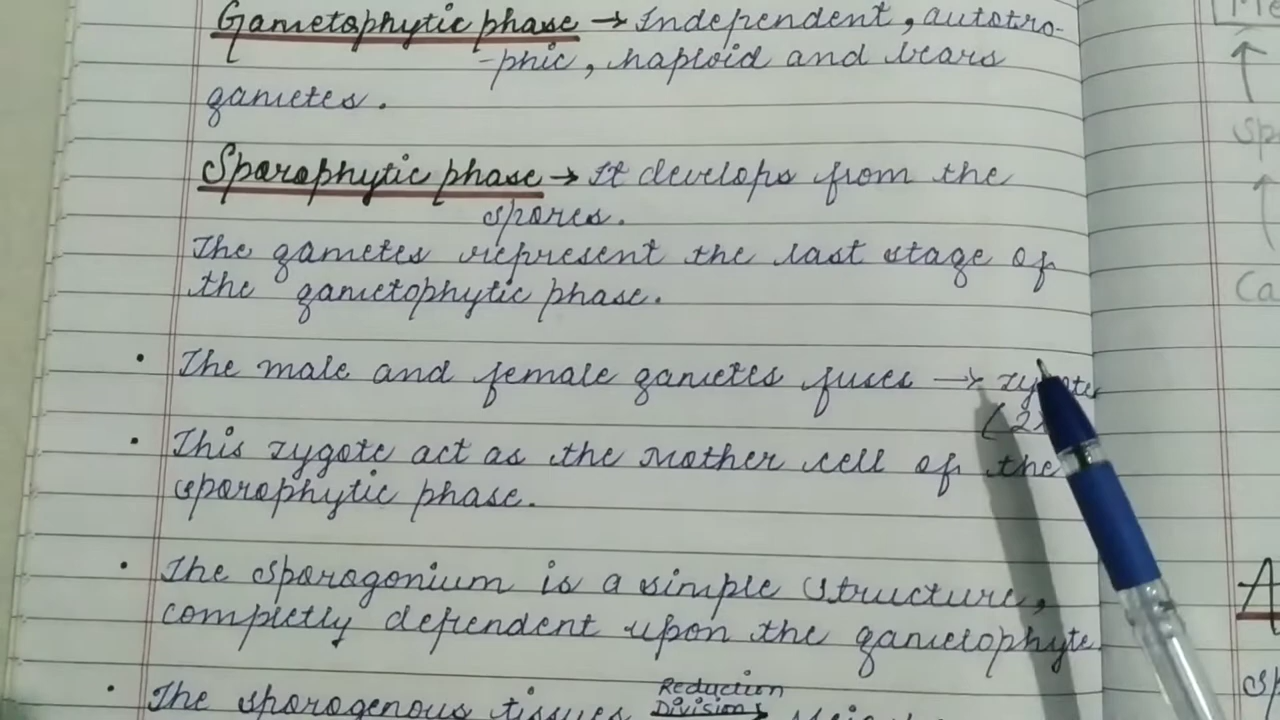 Gametophytic phase → Independent, autotro-
-phic, haploid and bears
gametes.
Sporophytic phase → It develops from the
spores.
The gametes represent the last stage of
the gametophytic phase.
• The male and female gametes fuses →
• This zygote act as the Mother cell of the
sporophytic phase.
• The sporogonium is a simple structure,
completly dependent upon the gametophyte.
Reduction
• The sporogenous tissues Divisions